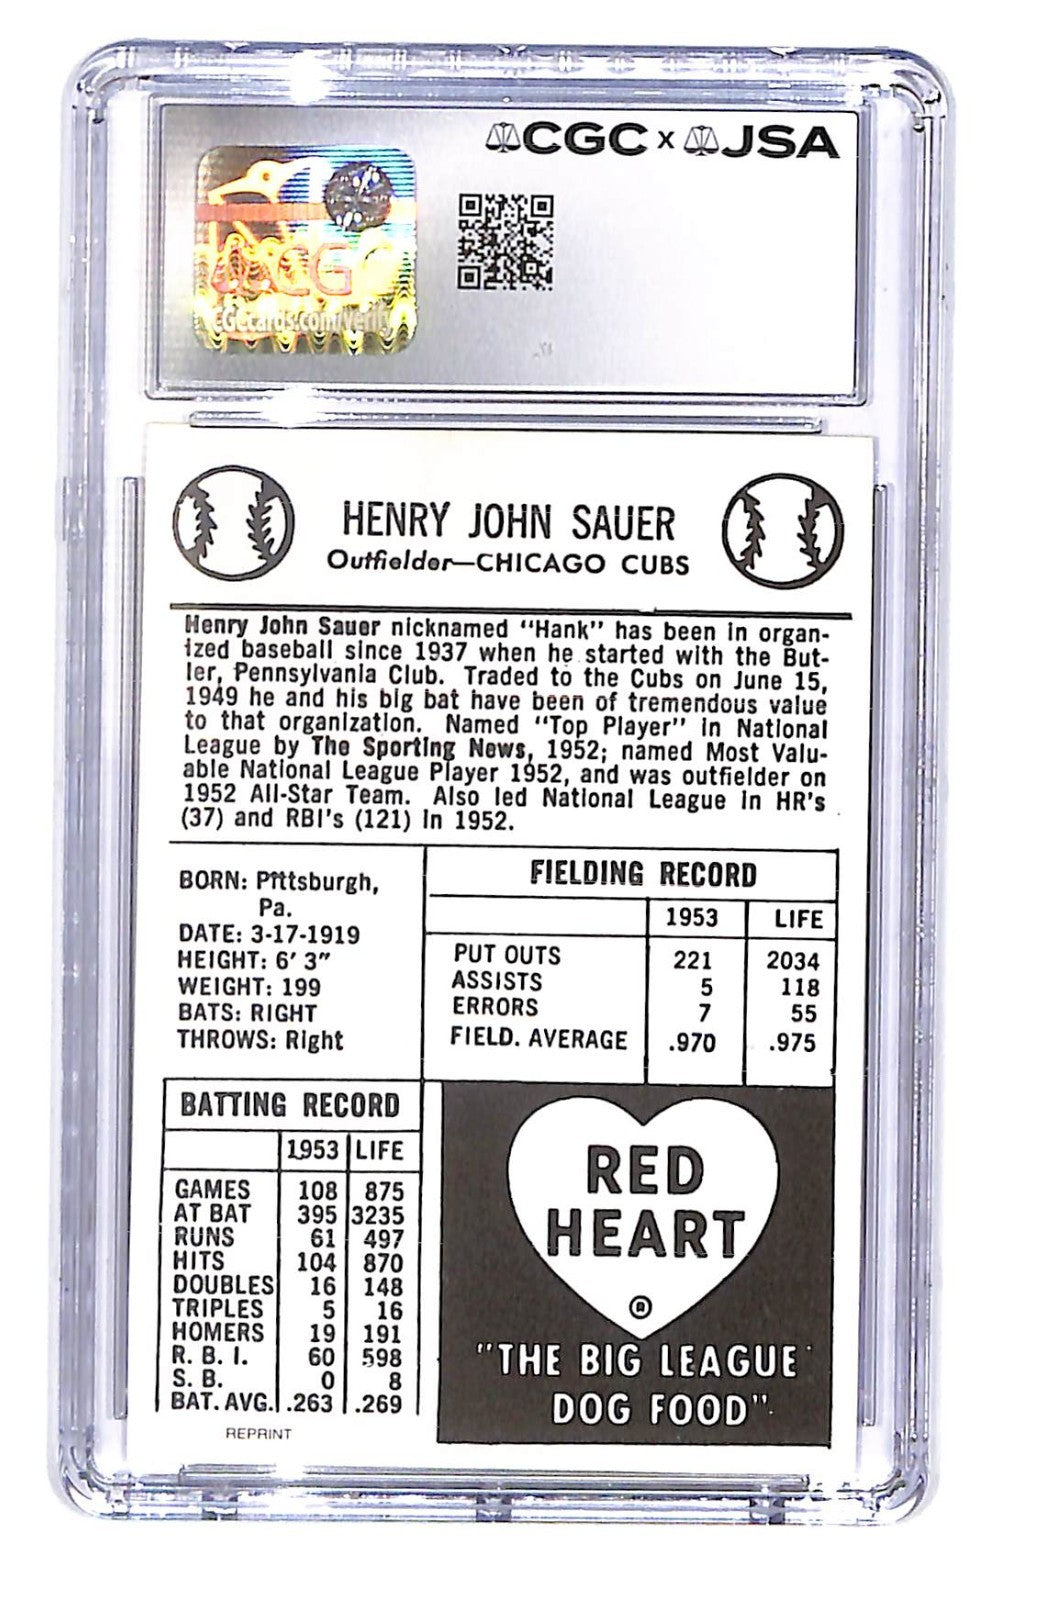 CGC x JSA
CG
CGCcards.com/verify
HENRY JOHN SAUER
Outfielder—CHICAGO CUBS
Henry John Sauer nicknamed "Hank" has been in organ-
ized baseball since 1937 when he started with the But-
ler, Pennsylvania Club. Traded to the Cubs on June 15,
1949 he and his big bat have been of tremendous value
to that organization. Named "Top Player" in National
League by The Sporting News, 1952; named Most Valu-
able National League Player 1952, and was outfielder on
1952 All-Star Team. Also led National League in HR's
(37) and RBI's (121) in 1952.
BORN: Pittsburgh,
Pa.
DATE: 3-17-1919
HEIGHT: 6' 3"
WEIGHT: 199
BATS: RIGHT
THROWS: Right
FIELDING RECORD
1953 LIFE
PUT OUTS 221 2034
ASSISTS 5 118
ERRORS 7 55
FIELD. AVERAGE .970 .975
BATTING RECORD
1953 LIFE
GAMES 108 875
AT BAT 395 3235
RUNS 61 497
HITS 104 870
DOUBLES 16 148
TRIPLES 5 16
HOMERS 19 191
R. B. I. 60 598
S. B. 0 8
BAT. AVG. .263 .269
REPRINT
RED
HEART
®
"THE BIG LEAGUE
DOG FOOD"